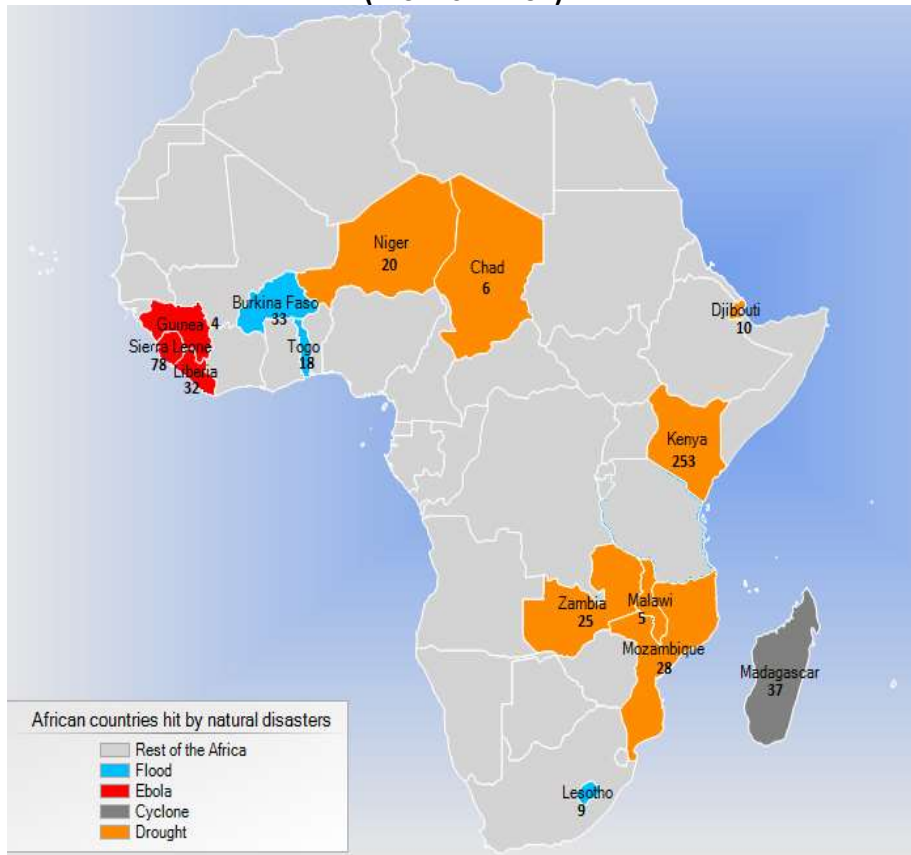 Niger
20
Chad
6
Burkina Faso
33
Djibouti
10
Guinea 4
Togo
18
Sierra Leone
78
Liberia
32
Kenya
253
Zambia
25
Malawi
5
Mozambique
28
Madagascar
37
Lesotho
9
African countries hit by natural disasters
Rest of the Africa
Flood
Ebola
Cyclone
Drought